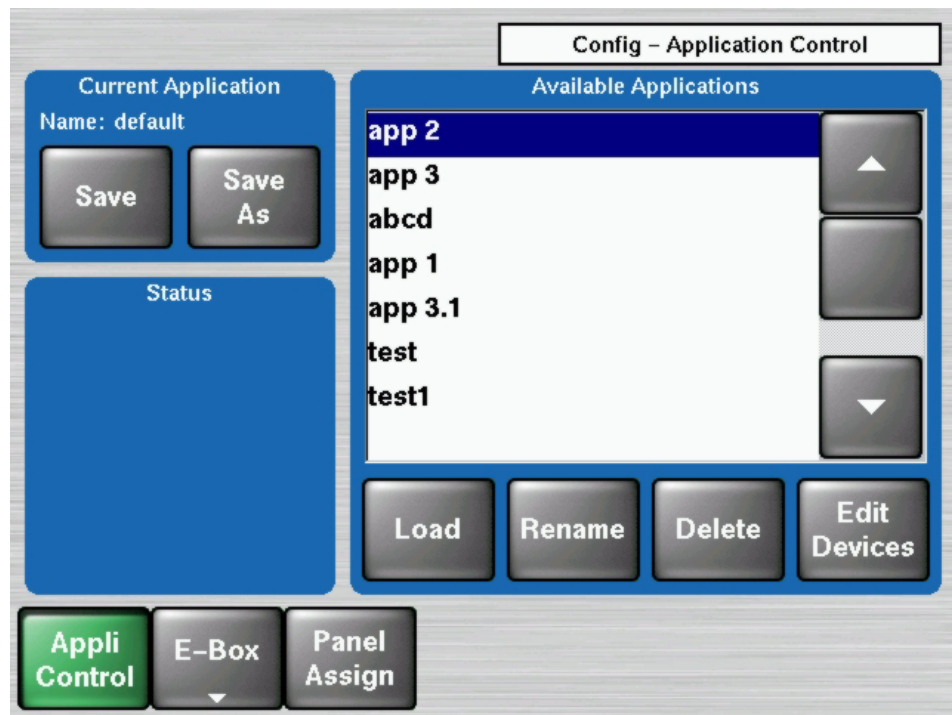 Config – Application Control
Current Application
Name: default
Save
Save
As
Status
Available Applications
app 2
app 3
abcd
app 1
app 3.1
test
test1
Load
Rename
Delete
Edit
Devices
Appli
Control
E–Box
Panel
Assign